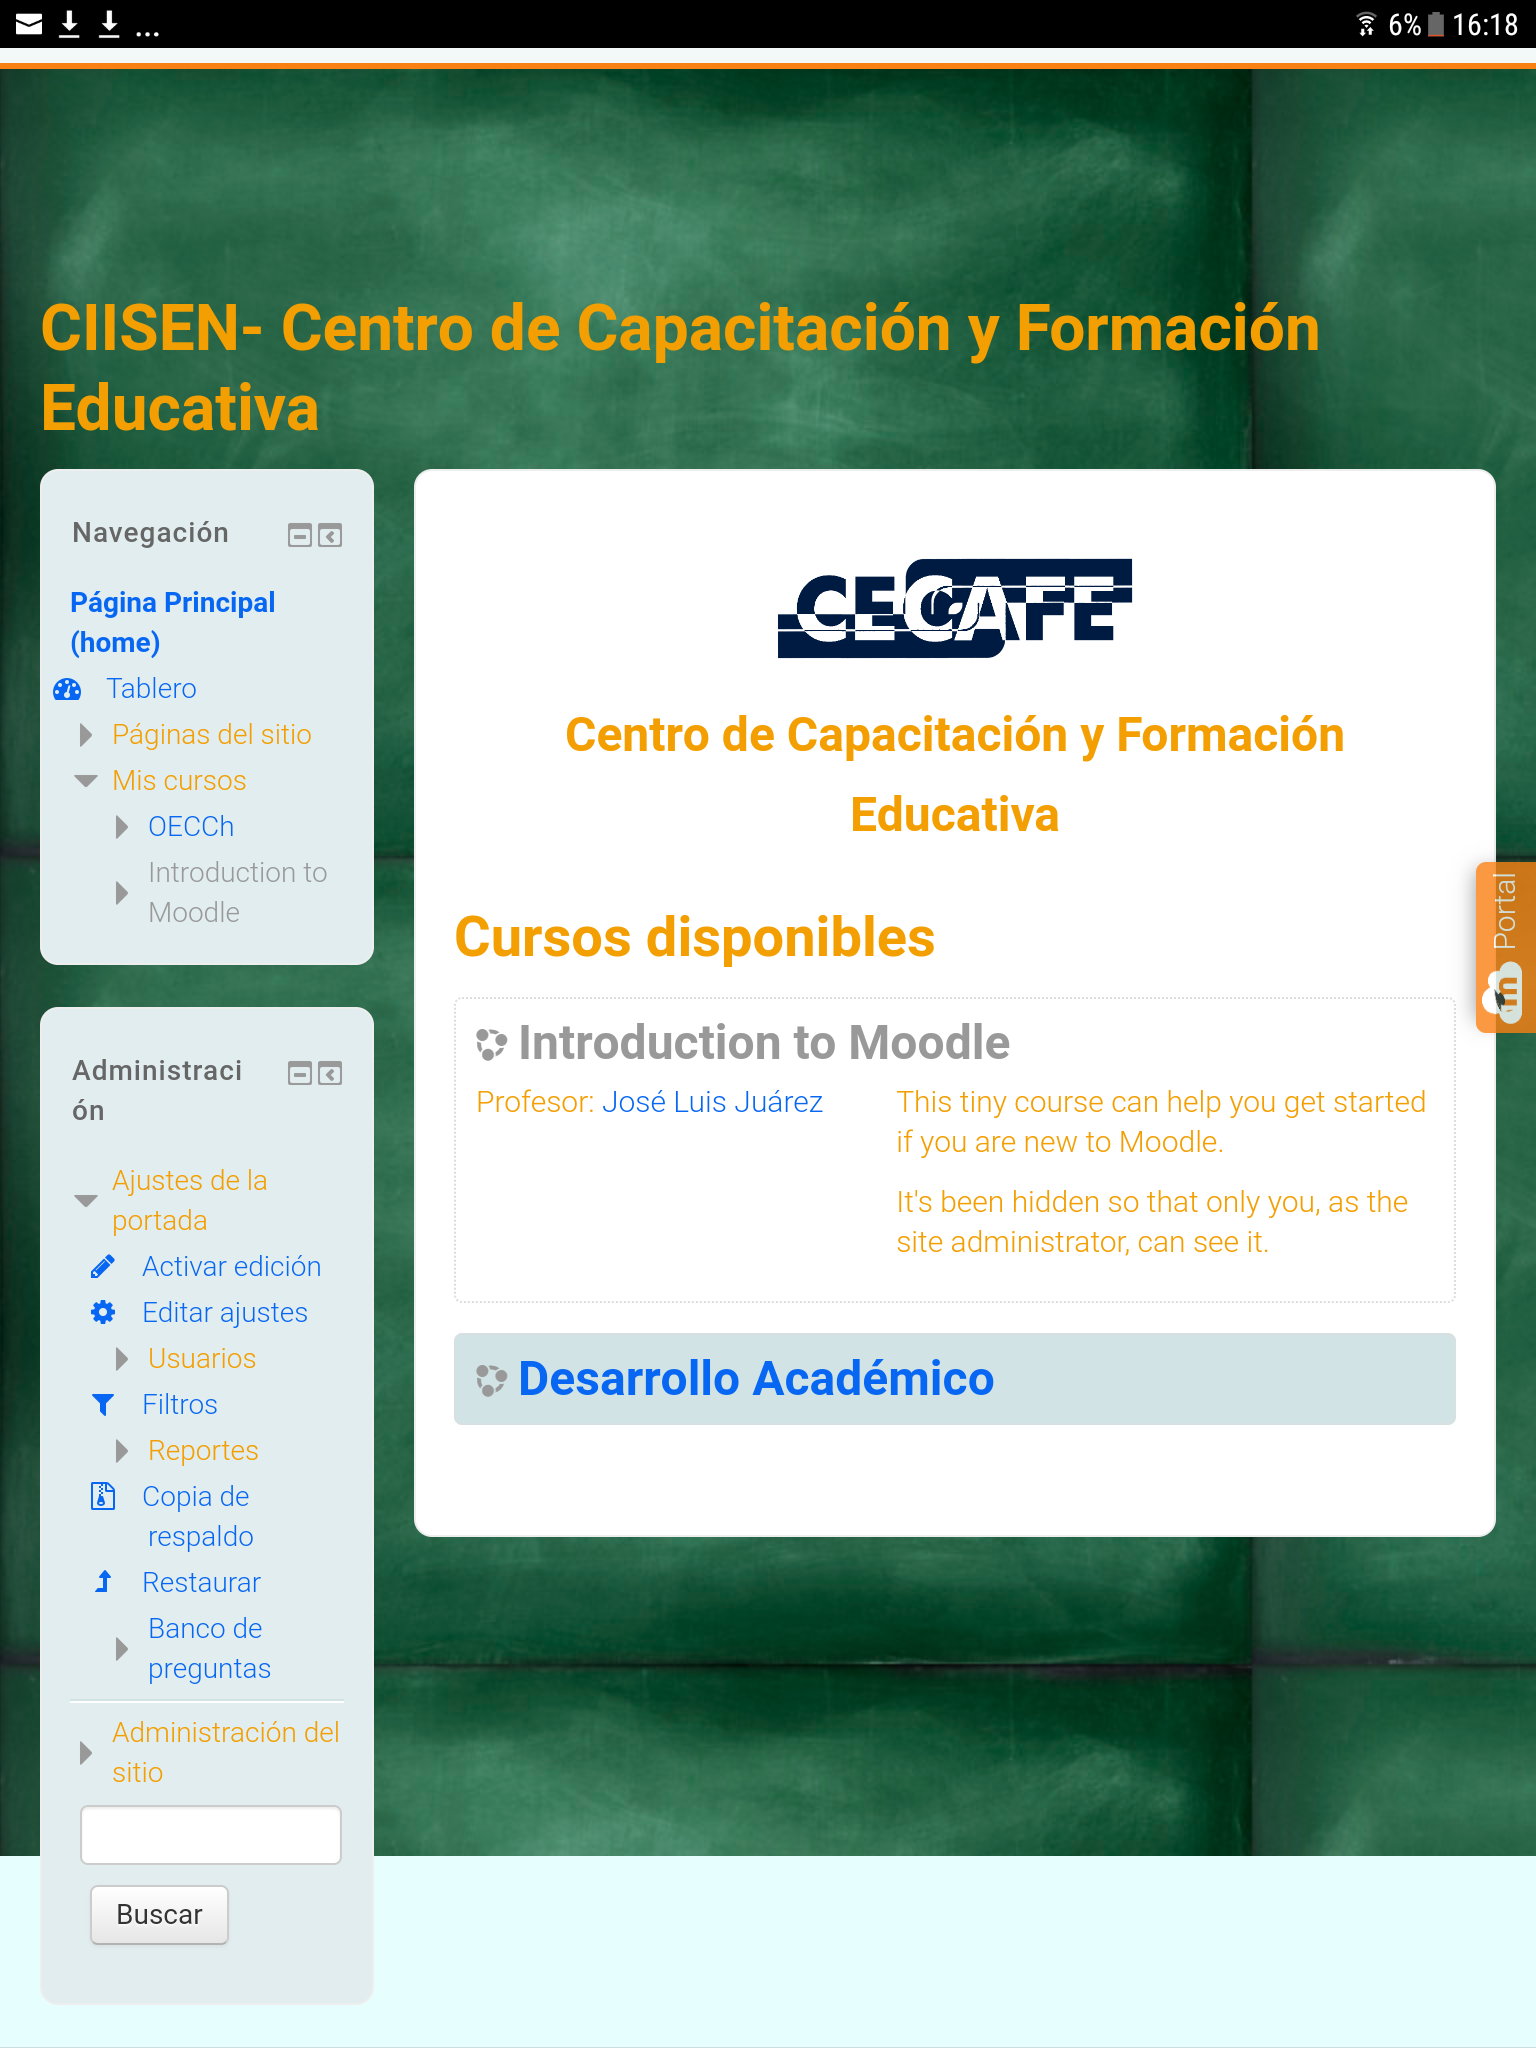 ... 6% 16:18
CIISEN- Centro de Capacitación y Formación
Educativa
Navegación
Página Principal
(home)
Tablero
Páginas del sitio
Mis cursos
OECCh
Introduction to
Moodle
Administraci
ón
Ajustes de la
portada
Activar edición
Editar ajustes
Usuarios
Filtros
Reportes
Copia de
respaldo
Restaurar
Banco de
preguntas
Administración del
sitio
Buscar
CECAFE
Centro de Capacitación y Formación
Educativa
Cursos disponibles
Introduction to Moodle
Profesor: José Luis Juárez
This tiny course can help you get started
if you are new to Moodle.
It's been hidden so that only you, as the
site administrator, can see it.
Desarrollo Académico
m Portal